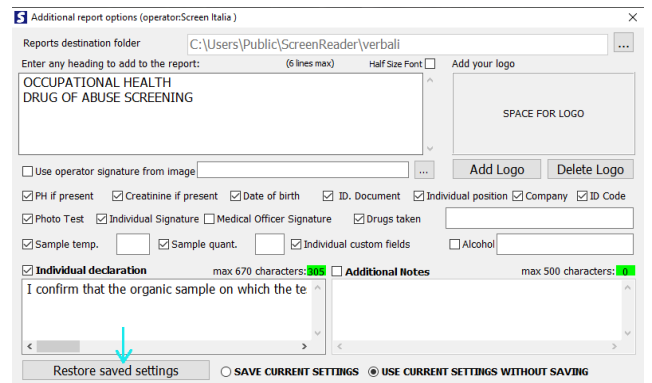 Additional report options (operator:Screen Italia )
Reports destination folder C:\Users\Public\ScreenReader\verbali ...
Enter any heading to add to the report: (6 lines max) Half Size Font Add your logo
OCCUPATIONAL HEALTH
DRUG OF ABUSE SCREENING
SPACE FOR LOGO
Use operator signature from image ... Add Logo Delete Logo
PH if present Creatinine if present Date of birth ID. Document Individual position Company ID Code
Photo Test Individual Signature Medical Officer Signature Drugs taken
Sample temp. Sample quant. Individual custom fields Alcohol
Individual declaration max 670 characters: 305 Additional Notes max 500 characters: 0
I confirm that the organic sample on which the te
Restore saved settings SAVE CURRENT SETTINGS USE CURRENT SETTINGS WITHOUT SAVING